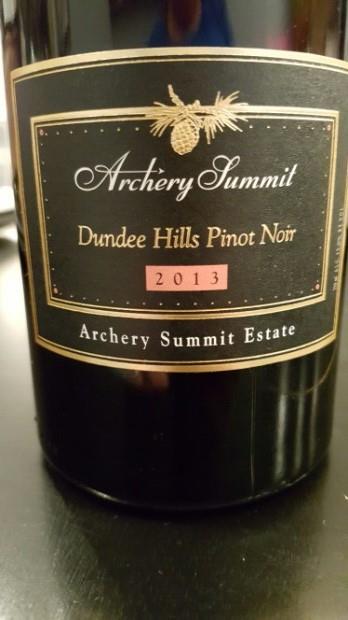 Archery Summit
Dundee Hills Pinot Noir
2013
Archery Summit Estate